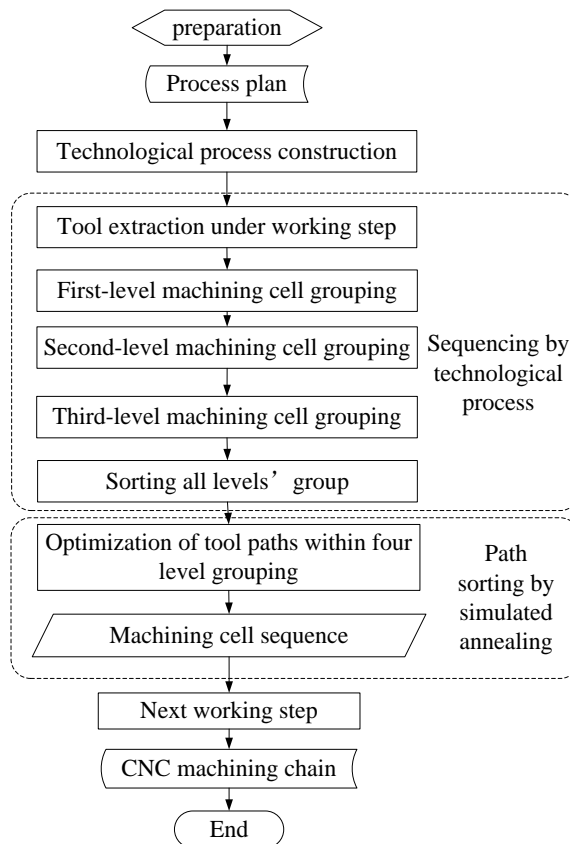 preparation
Process plan
Technological process construction
Tool extraction under working step
First-level machining cell grouping
Second-level machining cell grouping
Third-level machining cell grouping
Sorting all levels’ group
Sequencing by
technological
process
Optimization of tool paths within four
level grouping
Machining cell sequence
Path
sorting by
simulated
annealing
Next working step
CNC machining chain
End